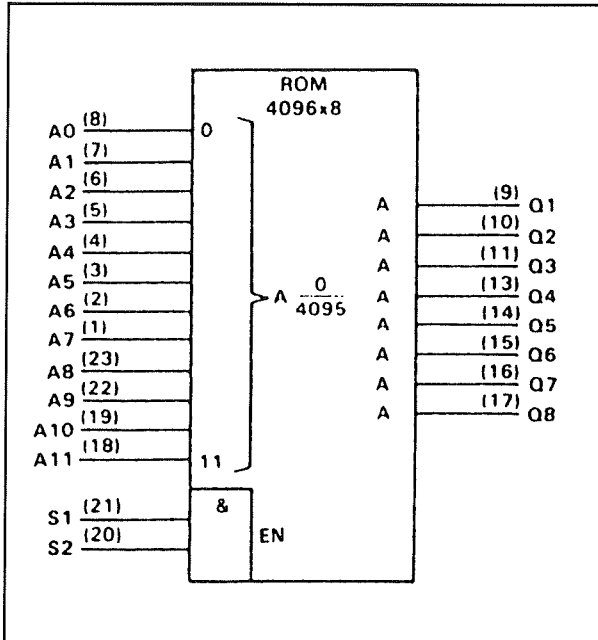 ROM
4096x8
A0 (8) 0
A1 (7)
A2 (6)
A3 (5)
A4 (4)
A5 (3)
A6 (2)
A7 (1)
A8 (23)
A9 (22)
A10 (19)
A11 (18) 11
A 0
4095
A (9) Q1
A (10) Q2
A (11) Q3
A (13) Q4
A (14) Q5
A (15) Q6
A (16) Q7
A (17) Q8
&
S1 (21)
S2 (20)
EN